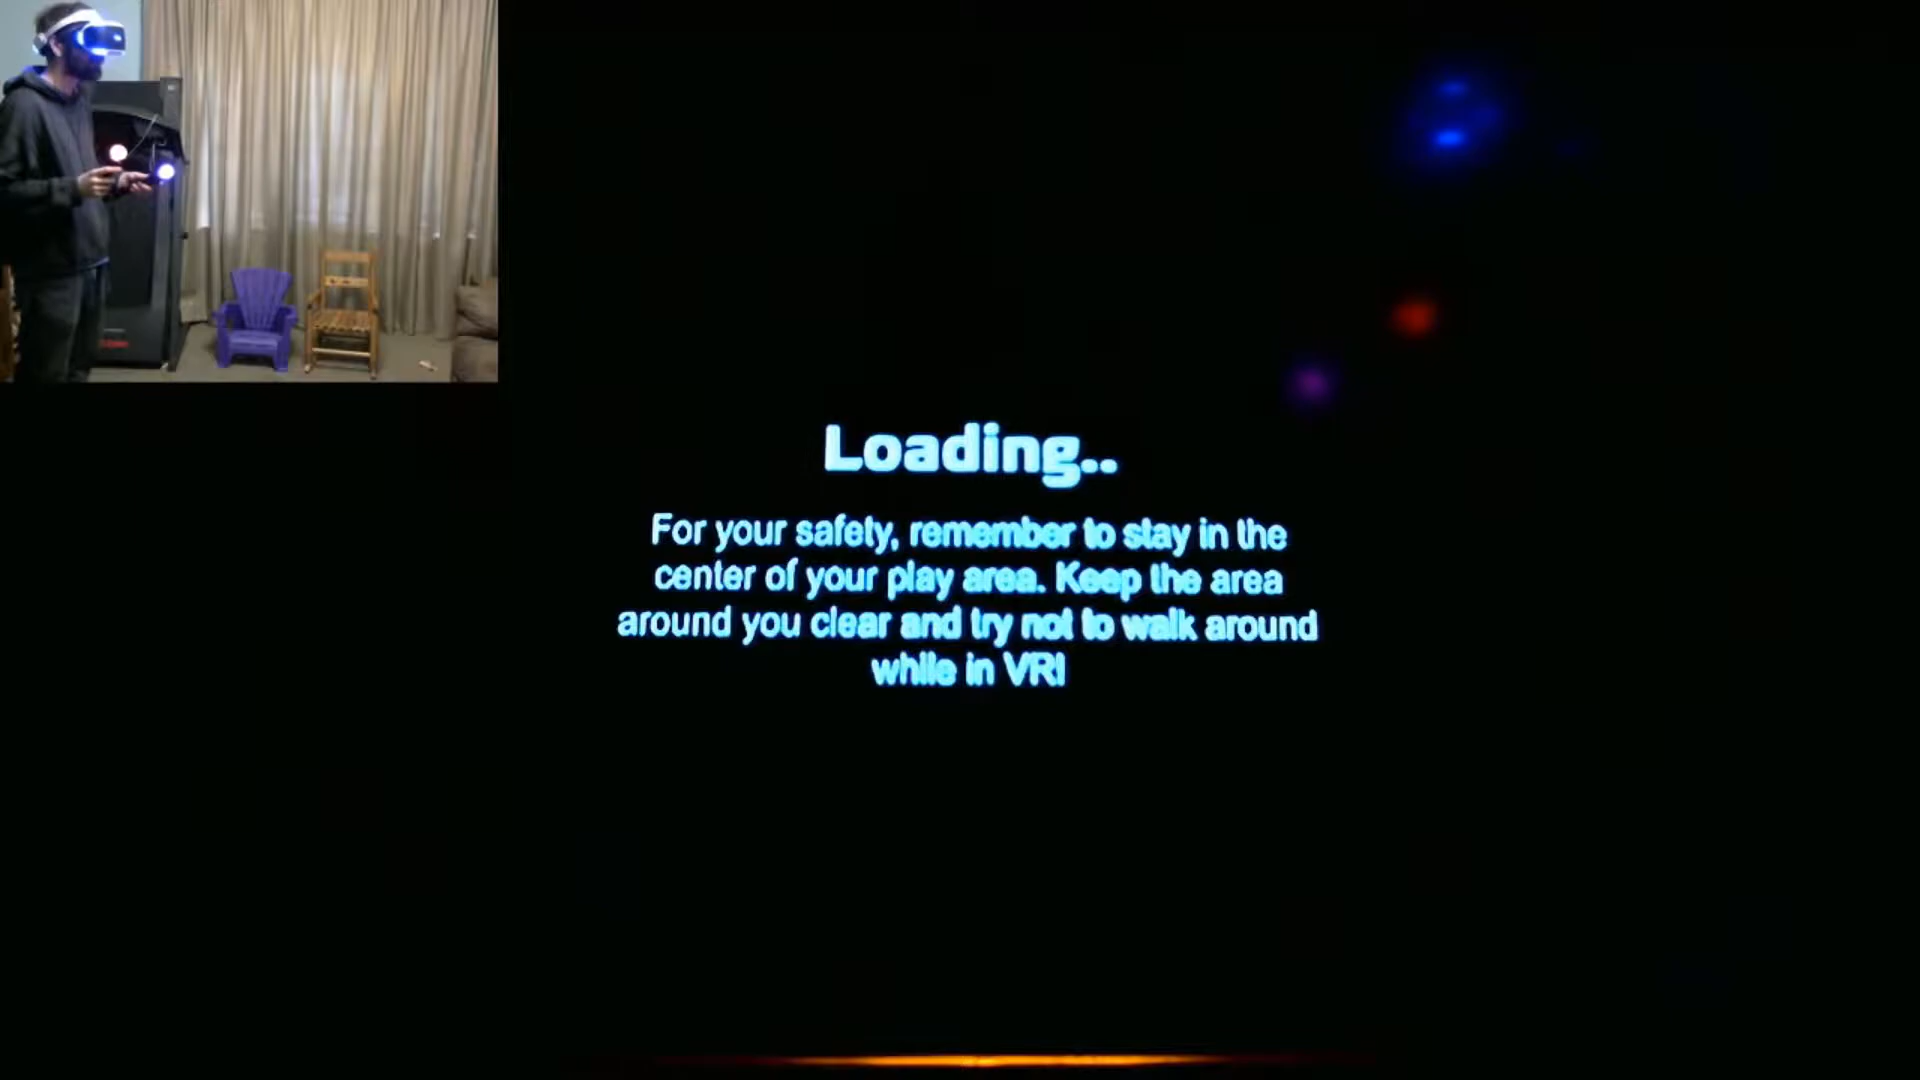 Loading..
For your safety, remember to stay in the
center of your play area. Keep the area
around you clear and try not to walk around
while in VR!